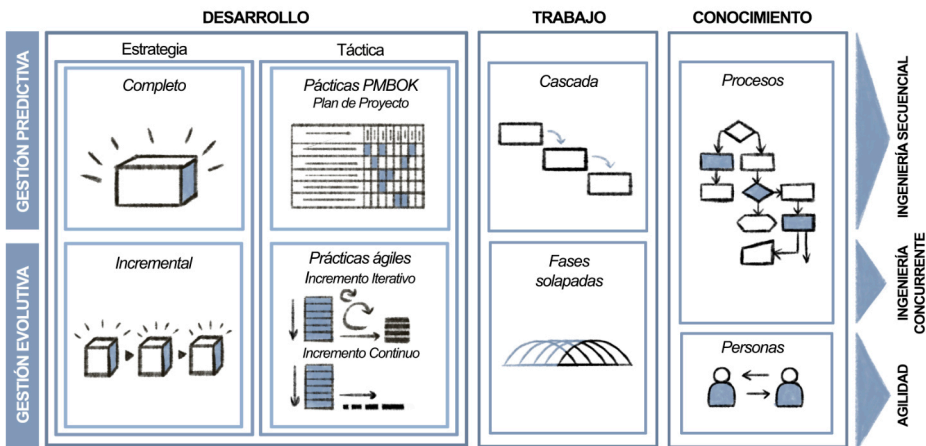 DESARROLLO
TRABAJO
CONOCIMIENTO
Estrategia
Táctica
GESTIÓN PREDICTIVA
Completo
Pácticas PMBOK
Plan de Proyecto
Cascada
Procesos
INGENIERÍA SECUENCIAL
GESTIÓN EVOLUTIVA
Incremental
Prácticas ágiles
Incremento Iterativo
Incremento Continuo
Fases
solapadas
INGENIERÍA
CONCURRENTE
Personas
AGILIDAD